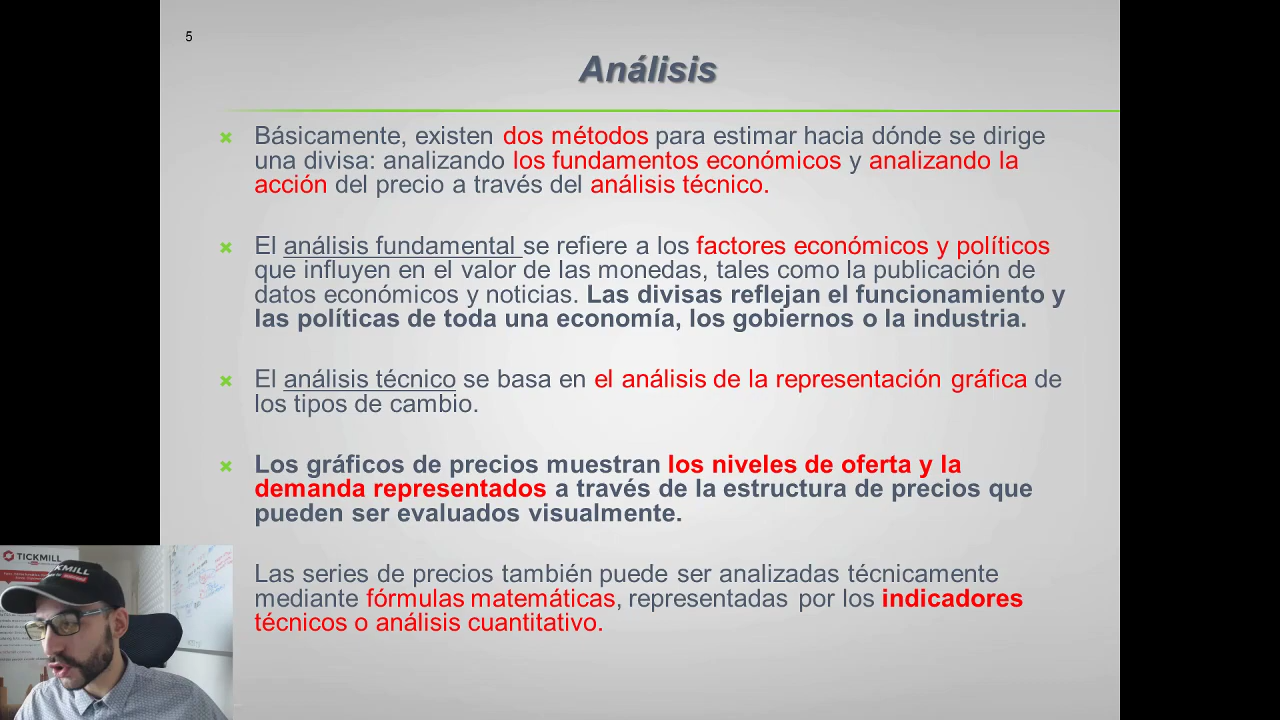 5
Análisis
Básicamente, existen dos métodos para estimar hacia dónde se dirige
una divisa: analizando los fundamentos económicos y analizando la
acción del precio a través del análisis técnico.
El análisis fundamental se refiere a los factores económicos y políticos
que influyen en el valor de las monedas, tales como la publicación de
datos económicos y noticias. Las divisas reflejan el funcionamiento y
las políticas de toda una economía, los gobiernos o la industria.
El análisis técnico se basa en el análisis de la representación gráfica de
los tipos de cambio.
Los gráficos de precios muestran los niveles de oferta y la
demanda representados a través de la estructura de precios que
pueden ser evaluados visualmente.
Las series de precios también puede ser analizadas técnicamente
mediante fórmulas matemáticas, representadas por los indicadores
técnicos o análisis cuantitativo.
TICKMILL